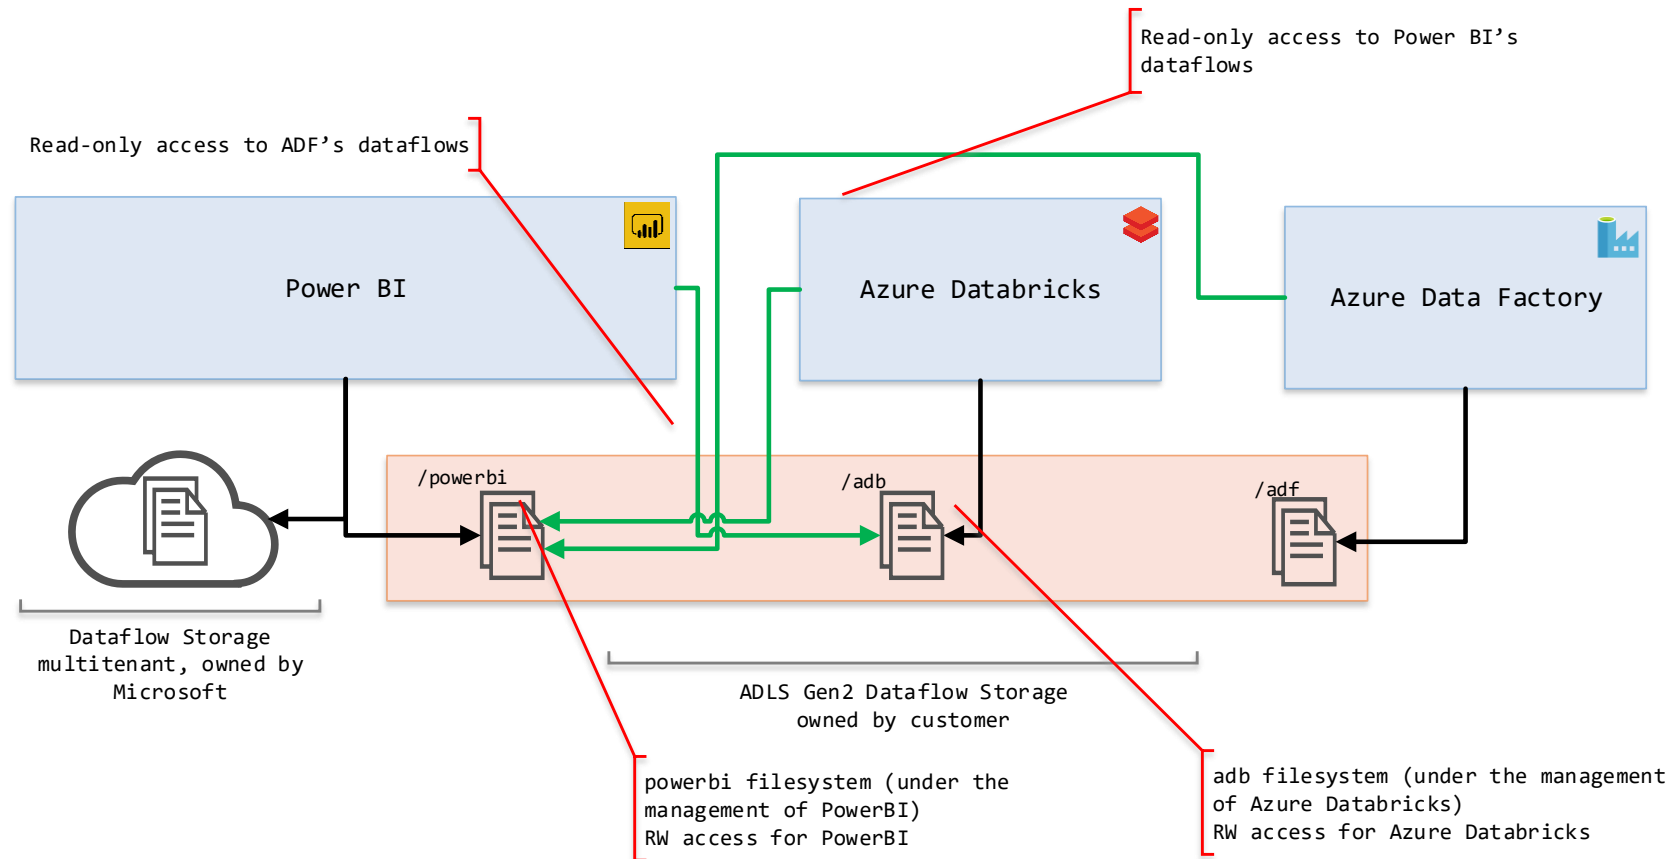 Read-only access to Power BI’s
dataflows
Read-only access to ADF’s dataflows
Power BI
Azure Databricks
Azure Data Factory
/powerbi
/adb
/adf
Dataflow Storage
multitenant, owned by
Microsoft
ADLS Gen2 Dataflow Storage
owned by customer
powerbi filesystem (under the
management of PowerBI)
RW access for PowerBI
adb filesystem (under the management
of Azure Databricks)
RW access for Azure Databricks